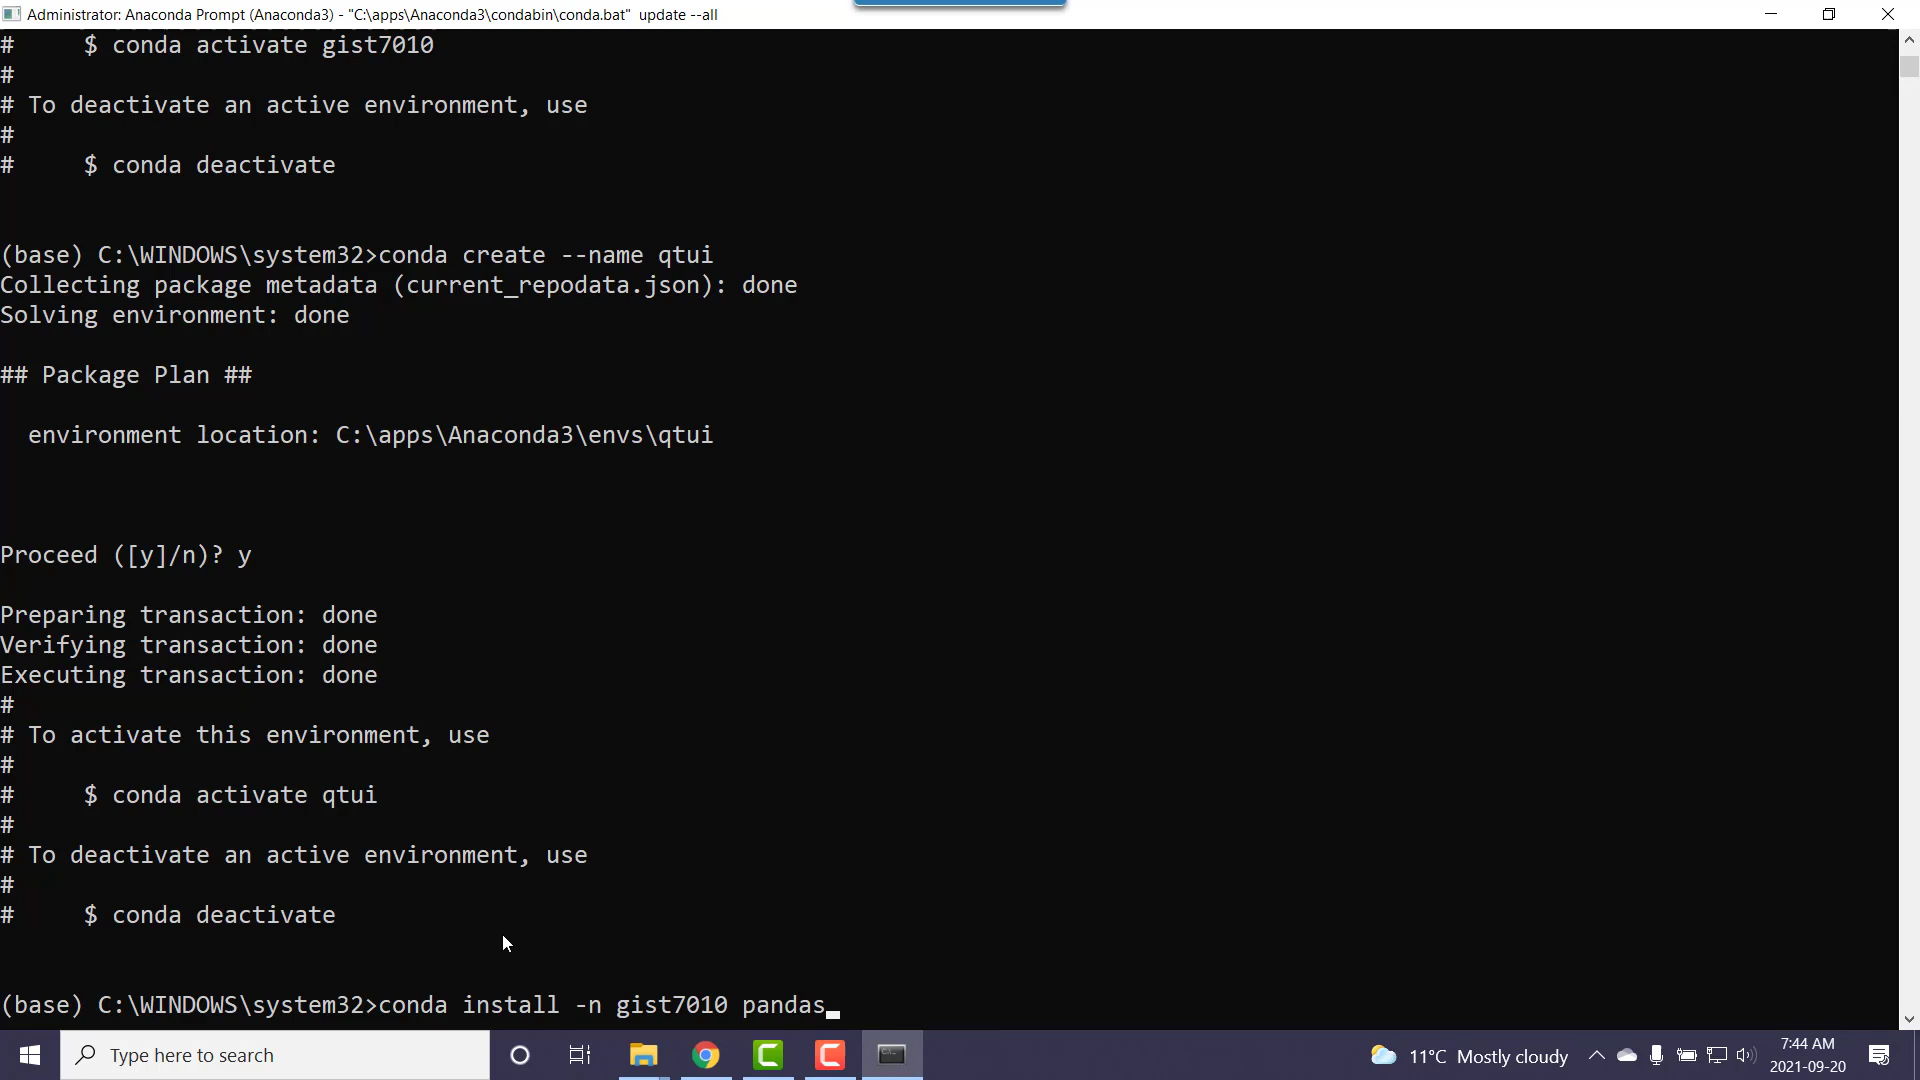 Administrator: Anaconda Prompt (Anaconda3) - "C:\apps\Anaconda3\condabin\conda.bat" update --all
#      $ conda activate gist7010
#
# To deactivate an active environment, use
#
#      $ conda deactivate
(base) C:\WINDOWS\system32>conda create --name qtui
Collecting package metadata (current_repodata.json): done
Solving environment: done
## Package Plan ##
  environment location: C:\apps\Anaconda3\envs\qtui
Proceed ([y]/n)? y
Preparing transaction: done
Verifying transaction: done
Executing transaction: done
#
# To activate this environment, use
#
#      $ conda activate qtui
#
# To deactivate an active environment, use
#
#      $ conda deactivate
(base) C:\WINDOWS\system32>conda install -n gist7010 pandas_
Type here to search
11°C Mostly cloudy
7:44 AM
2021-09-20